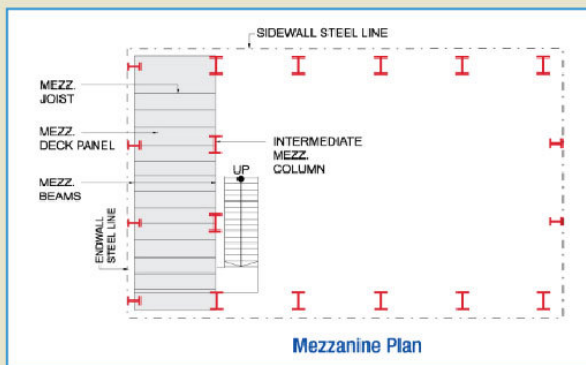 SIDEWALL STEEL LINE
MEZZ.
JOIST
MEZZ.
DECK PANEL
MEZZ.
BEAMS
ENDWALL
STEEL LINE
INTERMEDIATE
MEZZ.
COLUMN
UP
Mezzanine Plan